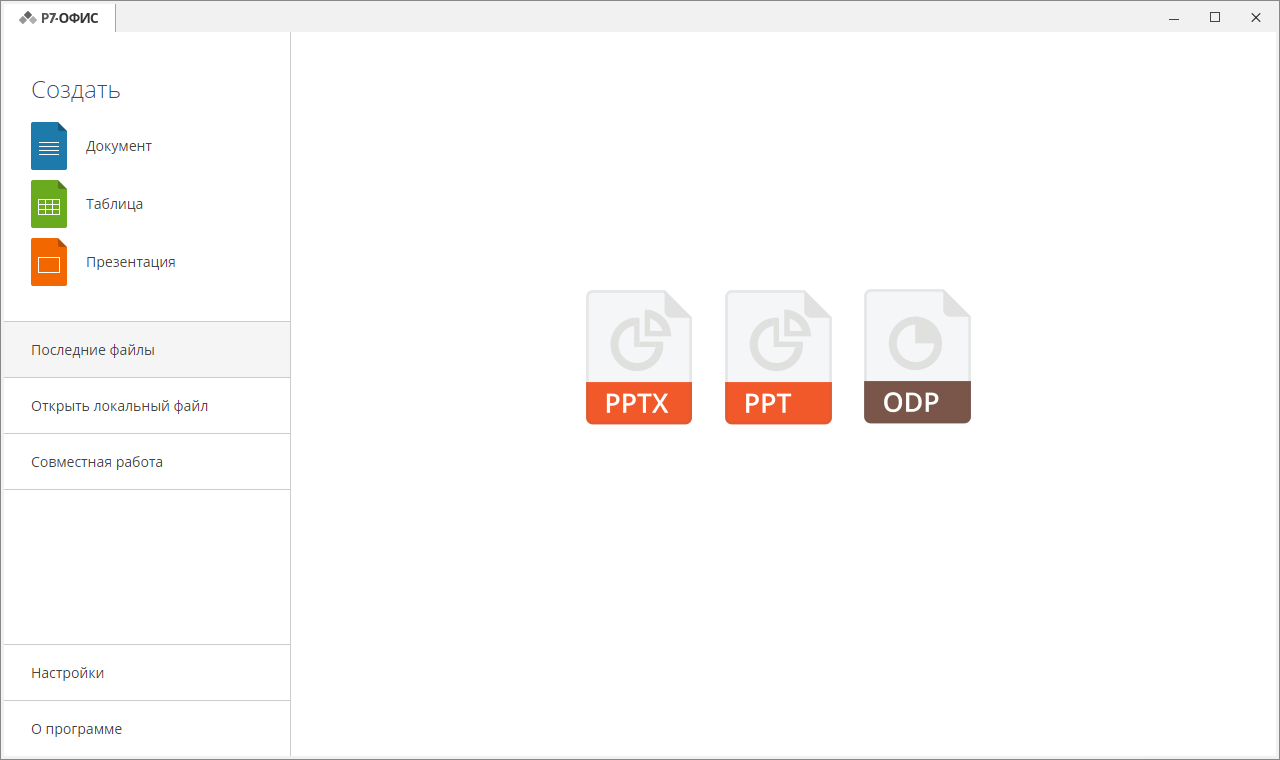 Р7-ОФИС
Создать
Документ
Таблица
Презентация
Последние файлы
Открыть локальный файл
Совместная работа
Настройки
О программе
PPTX
PPT
ODP